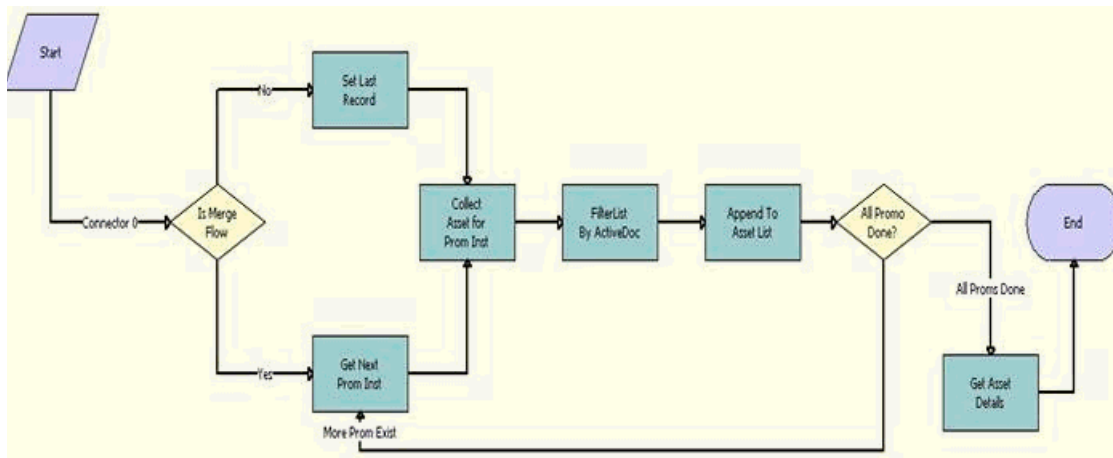 Start
Connector 0
Is Merge
Flow
No
Set Last
Record
Yes
Get Next
Prom Inst
Collect
Asset for
Prom Inst
FilterList
By ActiveDoc
Append To
Asset List
All Promo
Done?
More Prom Exist
All Proms Done
Get Asset
Details
End